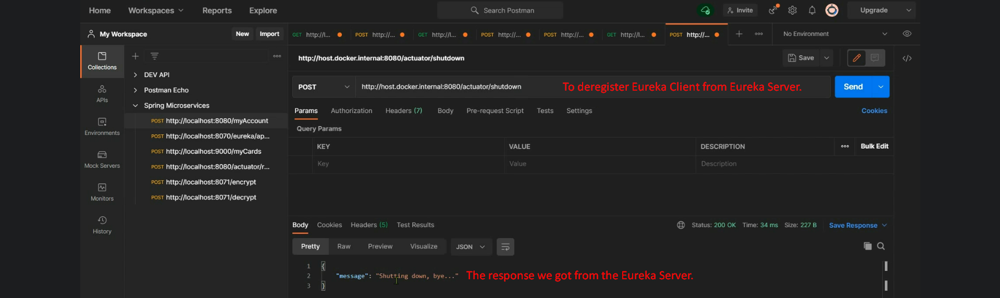 Home Workspaces Reports Explore Search Postman Invite Upgrade
My Workspace New Import GET http://l... POST http://... GET http://l... POST http://... POST http://... GET http://l... POST http://... No Environment
Collections
http://host.docker.internal:8080/actuator/shutdown Save
DEV API
POST http://host.docker.internal:8080/actuator/shutdown To deregister Eureka Client from Eureka Server. Send
Postman Echo
APIs
Spring Microservices
Params Authorization Headers (7) Body Pre-request Script Tests Settings Cookies
POST http://localhost:8080/myAccount
Environments
Query Params
POST http://localhost:8070/eureka/ap...
KEY VALUE DESCRIPTION Bulk Edit
POST http://localhost:9000/myCards
Mock Servers
Key Value Description
POST http://localhost:8080/actuator/r...
POST http://localhost:8071/encrypt
Monitors
POST http://localhost:8071/decrypt
History
Body Cookies Headers (5) Test Results Status: 200 OK Time: 34 ms Size: 227 B Save Response
Pretty Raw Preview Visualize JSON
1 {
2 "message": "Shutting down, bye..." The response we got from the Eureka Server.
3 }